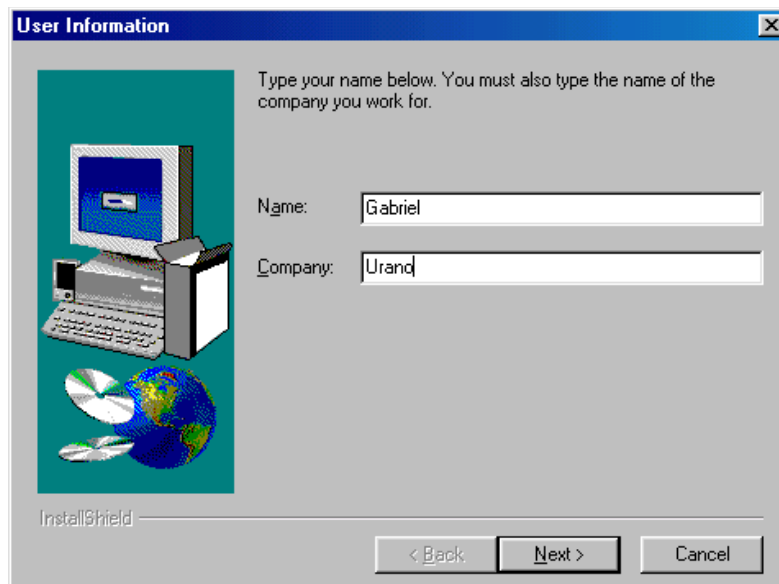 User Information
Type your name below. You must also type the name of the
company you work for.
Name: Gabriel
Company: Urano
InstallShield
< Back Next > Cancel